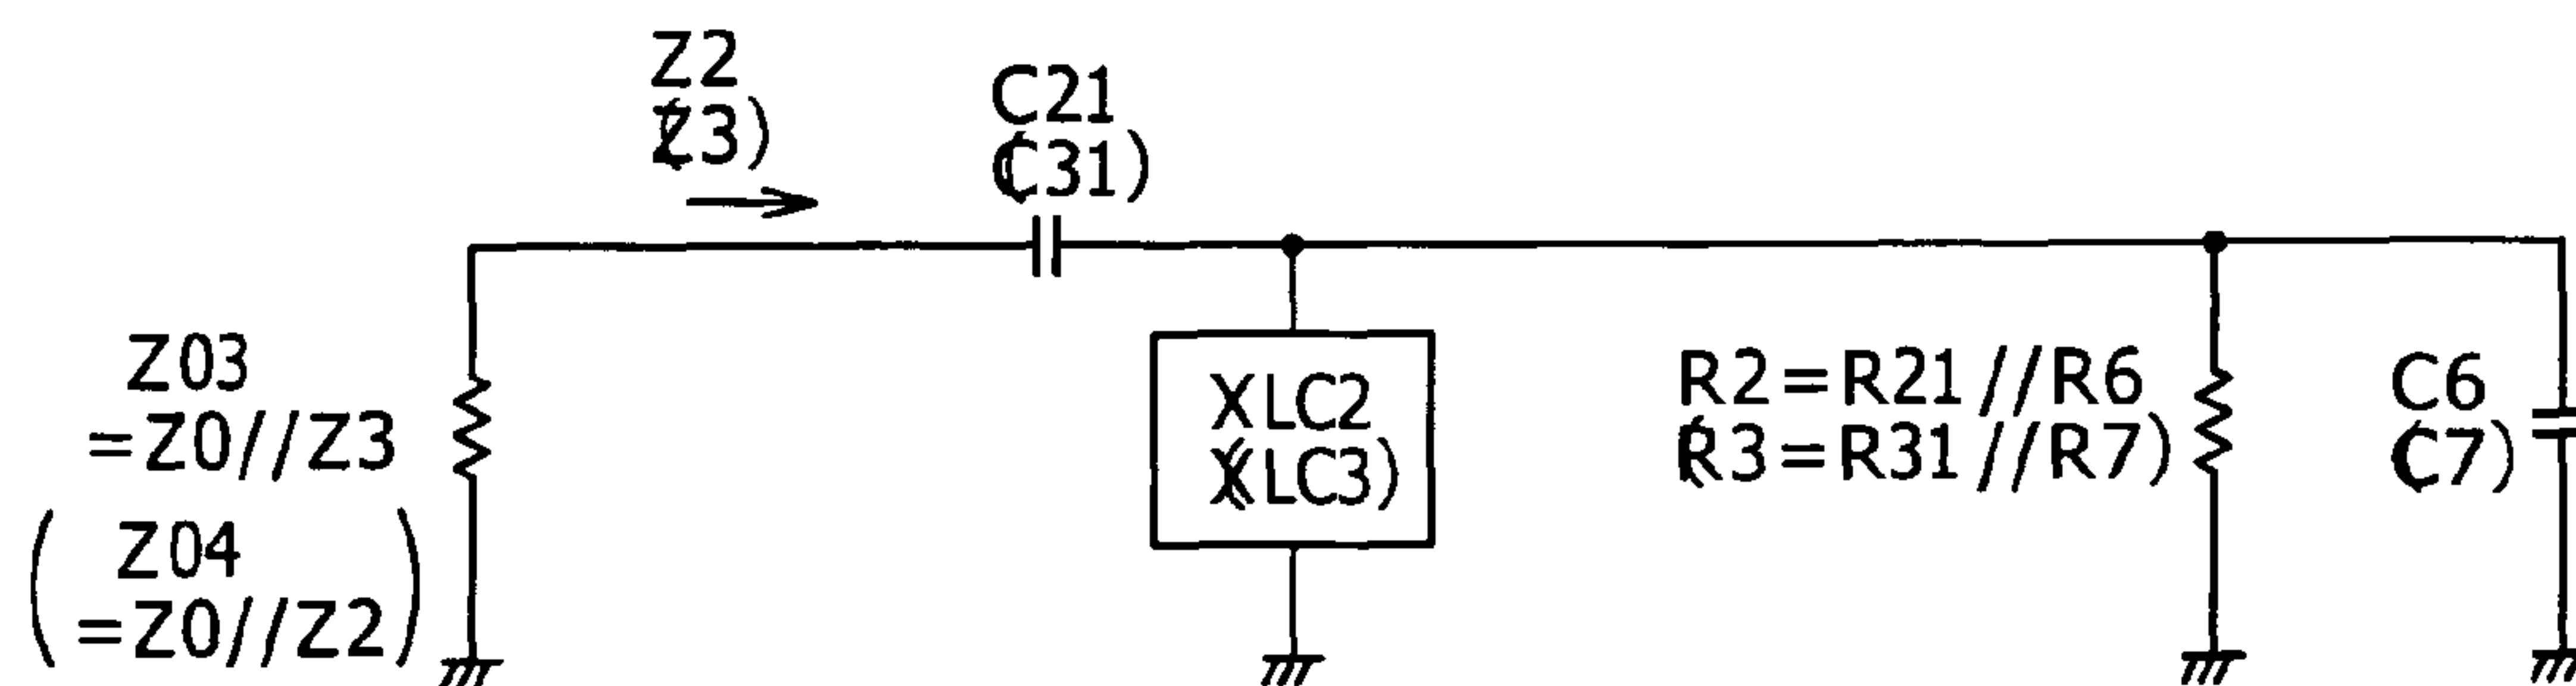 Z2
(Z3)
C21
(C31)
Z03
=Z0//Z3
(Z04
=Z0//Z2)
XLC2
(XLC3)
R2=R21//R6
(R3=R31//R7)
C6
(C7)